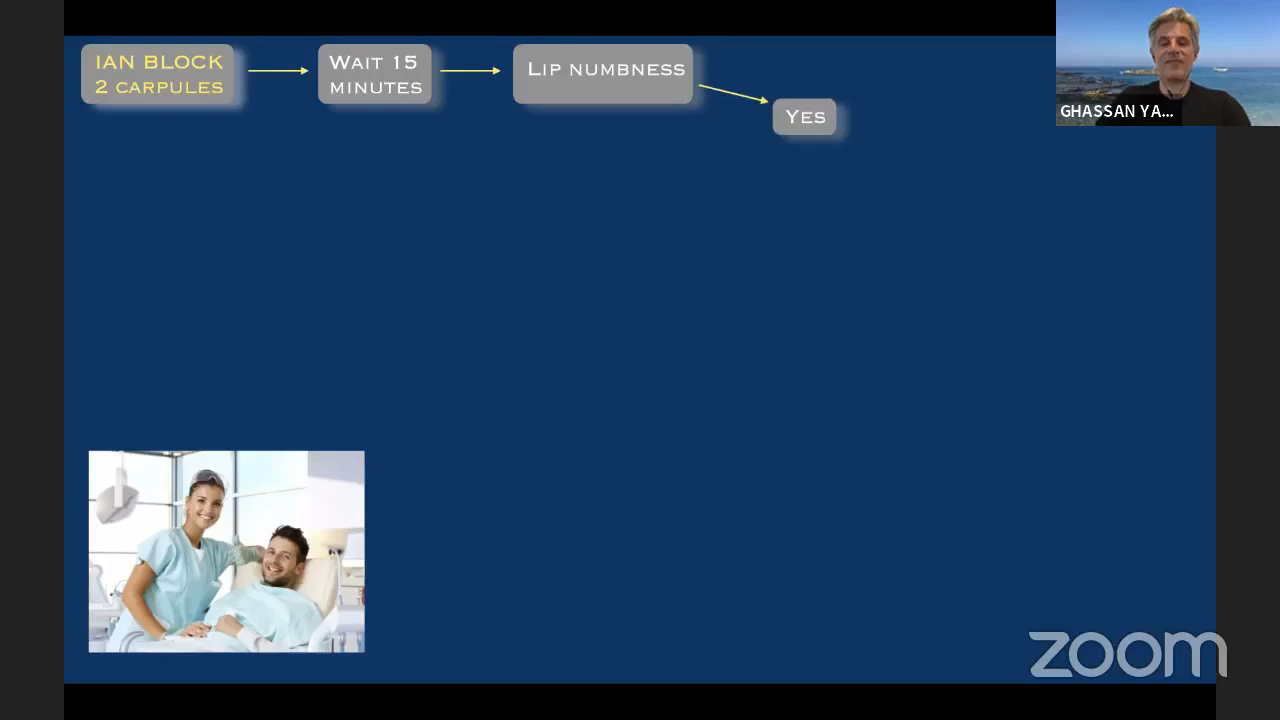 IAN BLOCK
2 CARPULES
WAIT 15
MINUTES
LIP NUMBNESS
YES
GHASSAN YA...
zoom